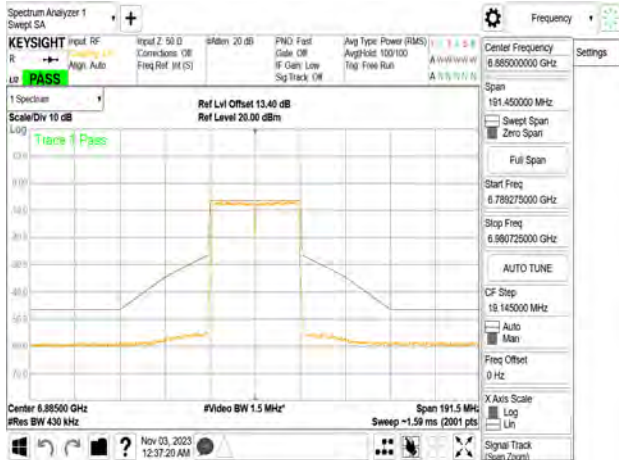 Spectrum Analyzer 1
Swept SA
Frequency
Settings
KEYSIGHT
R
Input: RF
Align: Auto
Input Z: 50 Ω
Corrections: Off
Freq Ref: Int (S)
#Atten: 20 dB
PNO: Fast
Gate: Off
IF Gain: Low
Sig Track: Off
Avg Type: Power (RMS)
Avg|Hold: 100/100
Trig: Free Run
A W W W W W
A N N N N N
PASS
1 Spectrum
Scale/Div 10 dB
Ref Lvl Offset 13.40 dB
Ref Level 20.00 dBm
Log
Trace 1 Pass
Center 6.88500 GHz
#Res BW 430 kHz
#Video BW 1.5 MHz*
Span 191.5 MHz
Sweep ~1.59 ms (2001 pts)
Nov 03, 2023
12:37:20 AM
Center Frequency
6.885000000 GHz
Span
191.450000 MHz
Swept Span
Zero Span
Full Span
Start Freq
6.789275000 GHz
Stop Freq
6.980725000 GHz
AUTO TUNE
CF Step
19.145000 MHz
Auto
Man
Freq Offset
0 Hz
X Axis Scale
Log
Lin
Signal Track
(Span Zoom)